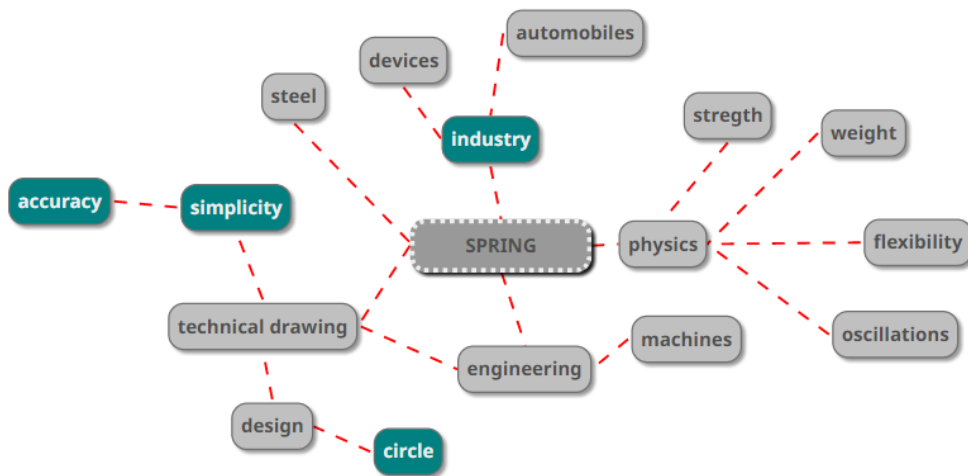 automobiles
devices
steel
stregth
industry
weight
accuracy
simplicity
SPRING
physics
flexibility
technical drawing
oscillations
machines
engineering
design
circle